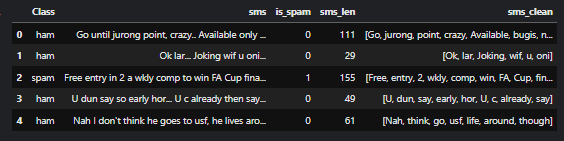 Class sms is_spam sms_len sms_clean
0 ham Go until jurong point, crazy.. Available only ... 0 111 [Go, jurong, point, crazy, Available, bugis, n...
1 ham Ok lar... Joking wif u oni... 0 29 [Ok, lar, Joking, wif, u, oni]
2 spam Free entry in 2 a wkly comp to win FA Cup fina... 1 155 [Free, entry, 2, wkly, comp, win, FA, Cup, fin...
3 ham U dun say so early hor... U c already then say... 0 49 [U, dun, say, early, hor, U, c, already, say]
4 ham Nah I don't think he goes to usf, he lives aro... 0 61 [Nah, think, go, usf, life, around, though]